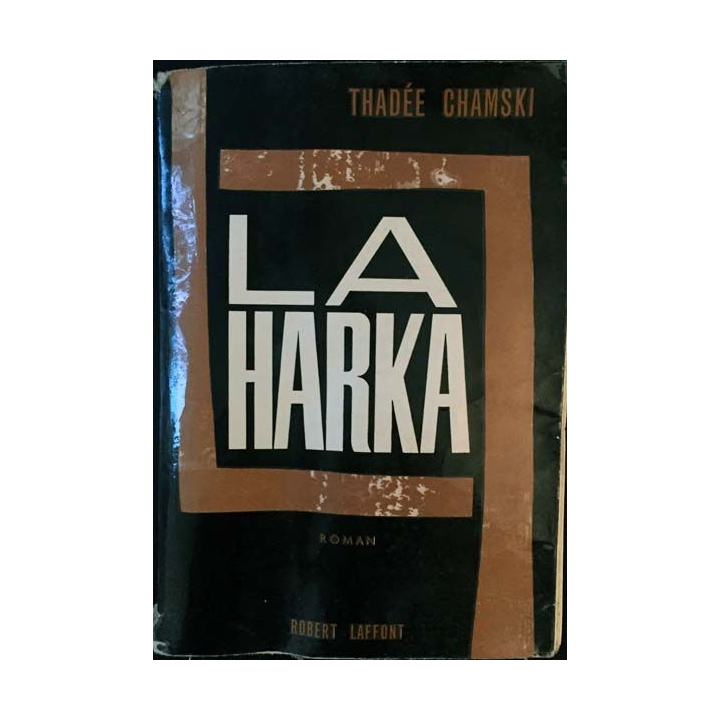 THADÉE CHAMSKI
LA
HARKA
ROMAN
ROBERT LAFFONT